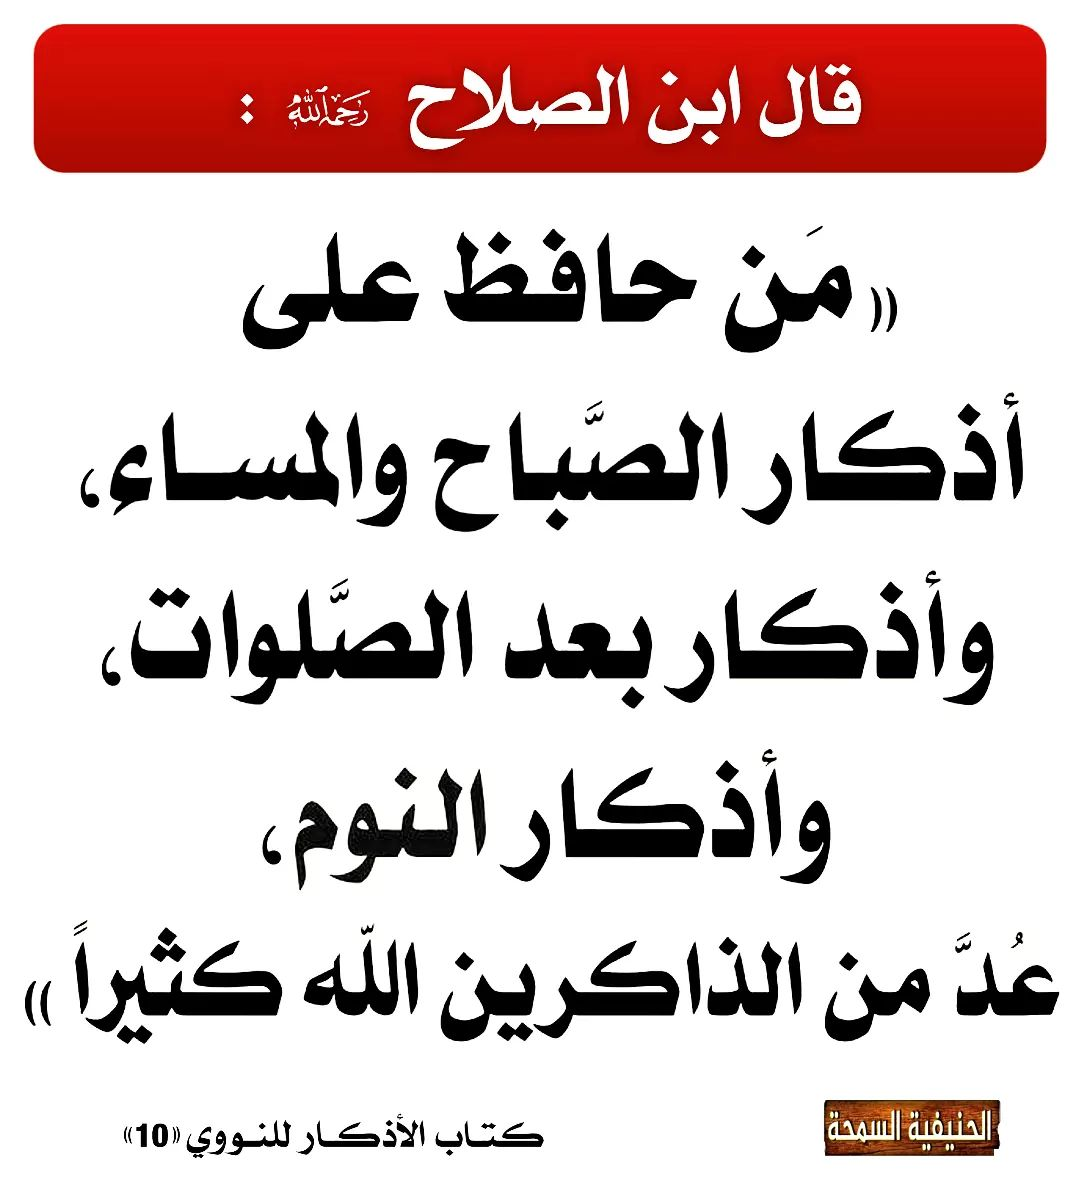 قال ابن الصلاح رحمه الله :
(( مَن حافظ على
أذكار الصَّباح والمساء،
وأذكار بعد الصَّلوات،
وأذكار النوم،
عُدَّ من الذاكرين اللّه كثيراً ))
كتاب الأذكار للنووي «10»
الحنيفية السمحة